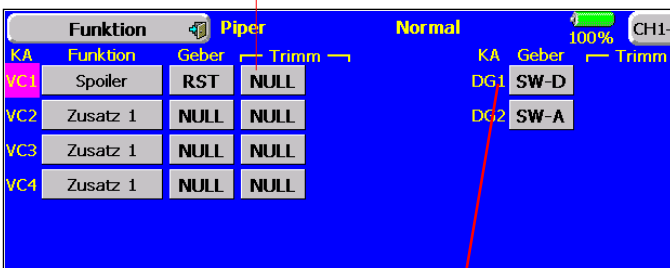 Funktion Piper Normal 100% CH1-
KA Funktion Geber Trimm KA Geber Trimm
VC1 Spoiler RST NULL DG1 SW-D
VC2 Zusatz 1 NULL NULL DG2 SW-A
VC3 Zusatz 1 NULL NULL
VC4 Zusatz 1 NULL NULL